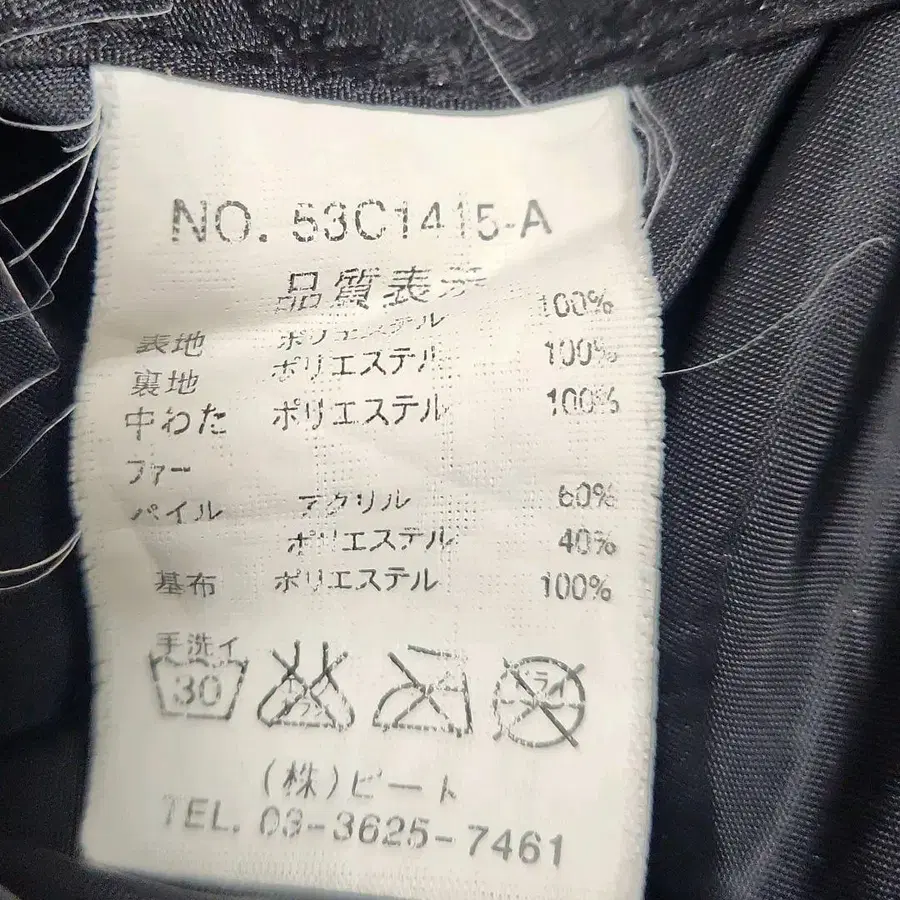 NO. 53C1415-A
品質表示
表地 ポリエステル 100%
裏地 ポリエステル 100%
中わた ポリエステル 100%
ファー
パイル アクリル 60%
ポリエステル 40%
基布 ポリエステル 100%
手洗イ
30
ドライ
(株)ビート
TEL. 03-3625-7461